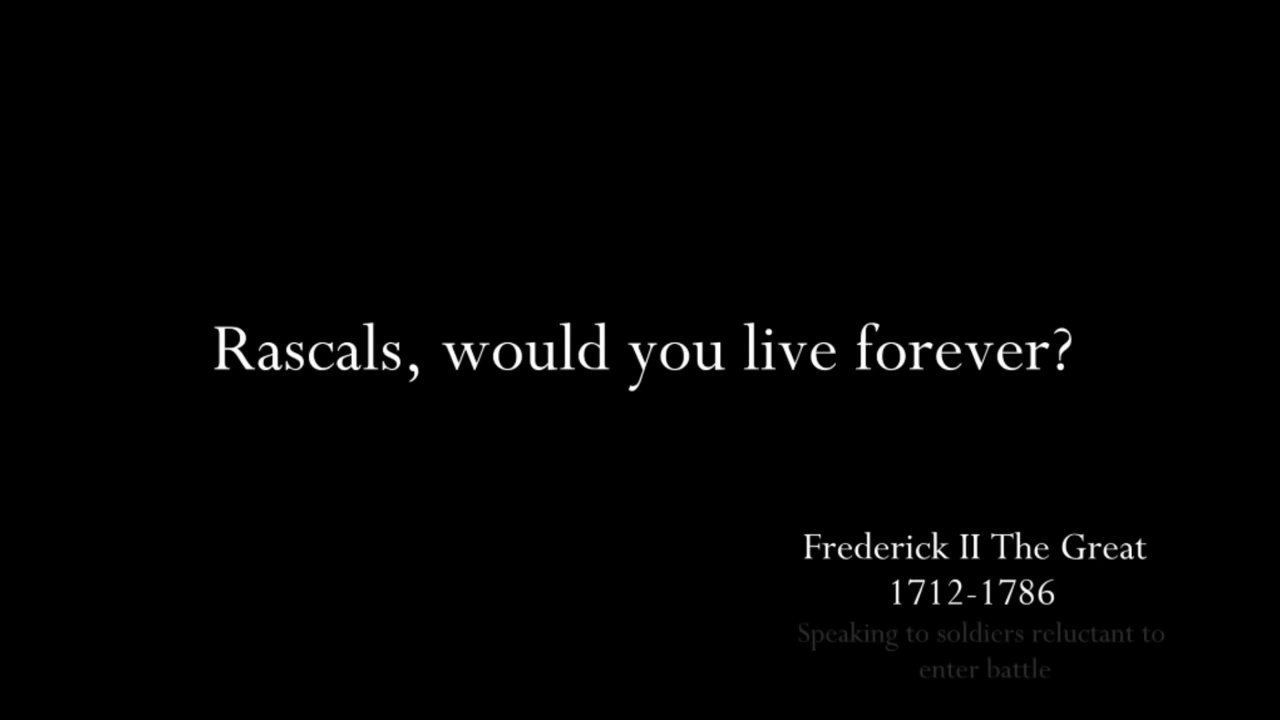 Rascals, would you live forever?
Frederick II The Great
1712-1786
Speaking to soldiers reluctant to
enter battle